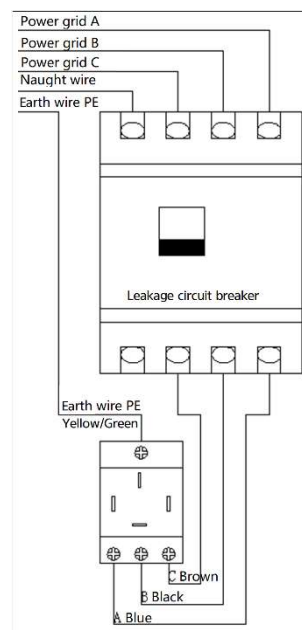 Power grid A
Power grid B
Power grid C
Naught wire
Earth wire PE
Leakage circuit breaker
Earth wire PE
Yellow/Green
C Brown
B Black
A Blue